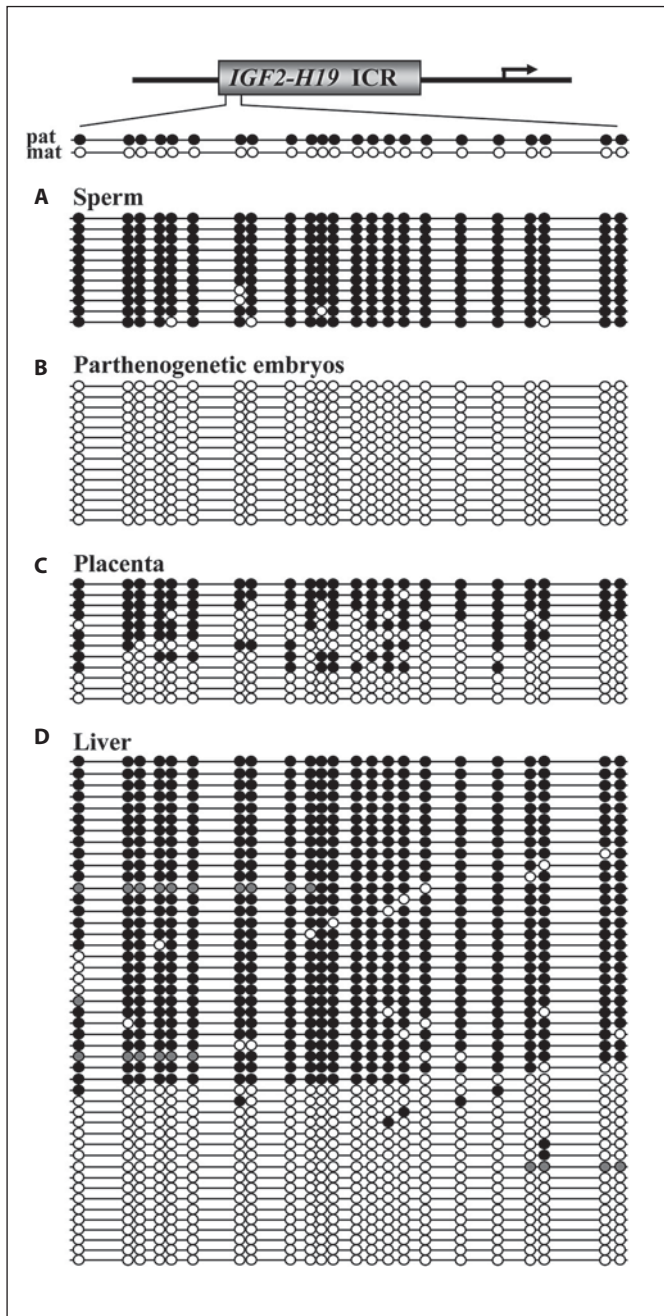 IGF2-H19 ICR
pat
mat
A Sperm
B Parthenogenetic embryos
C Placenta
D Liver